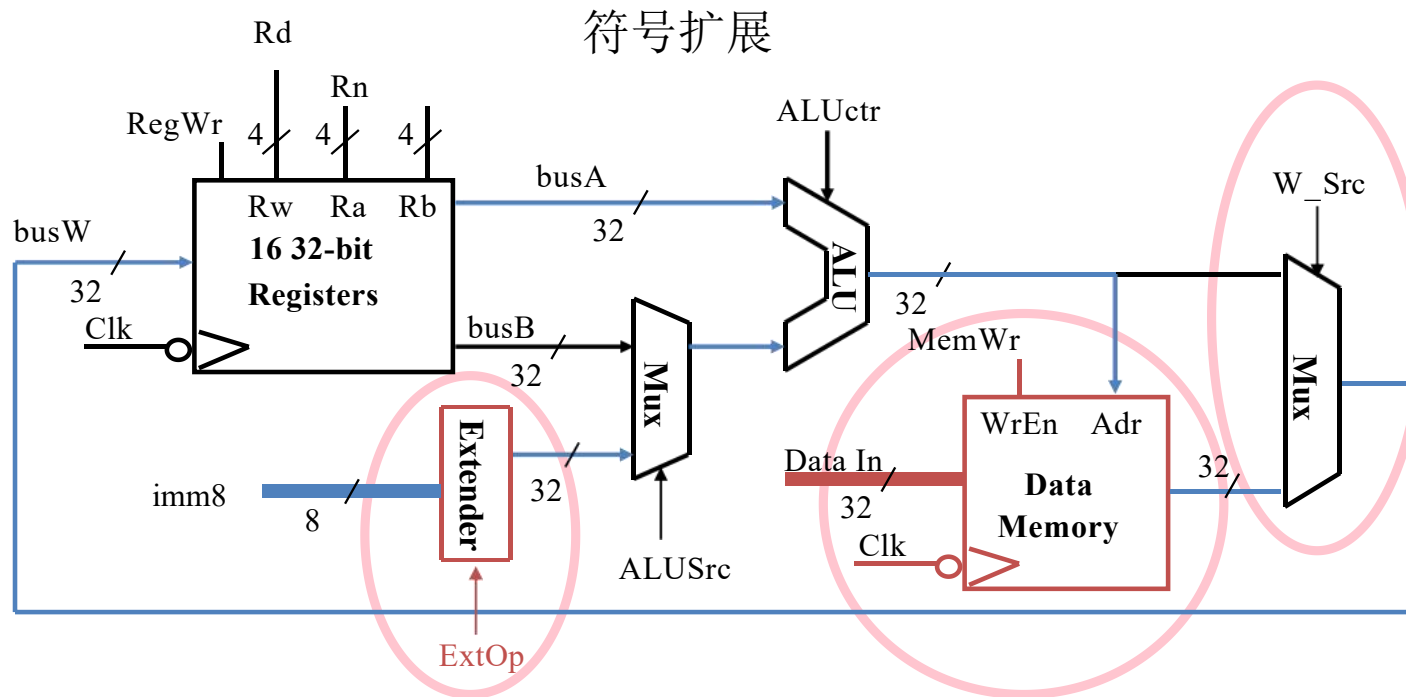 符号扩展
Rd
Rn
RegWr
4
4
4
ALUctr
busA
32
W_Src
Rw
Ra
Rb
busW
32
16 32-bit
Registers
ALU
32
Clk
busB
32
Mux
MemWr
Mux
WrEn
Adr
Data In
32
32
Data
Memory
Extender
32
imm8
8
Clk
ALUSrc
ExtOp